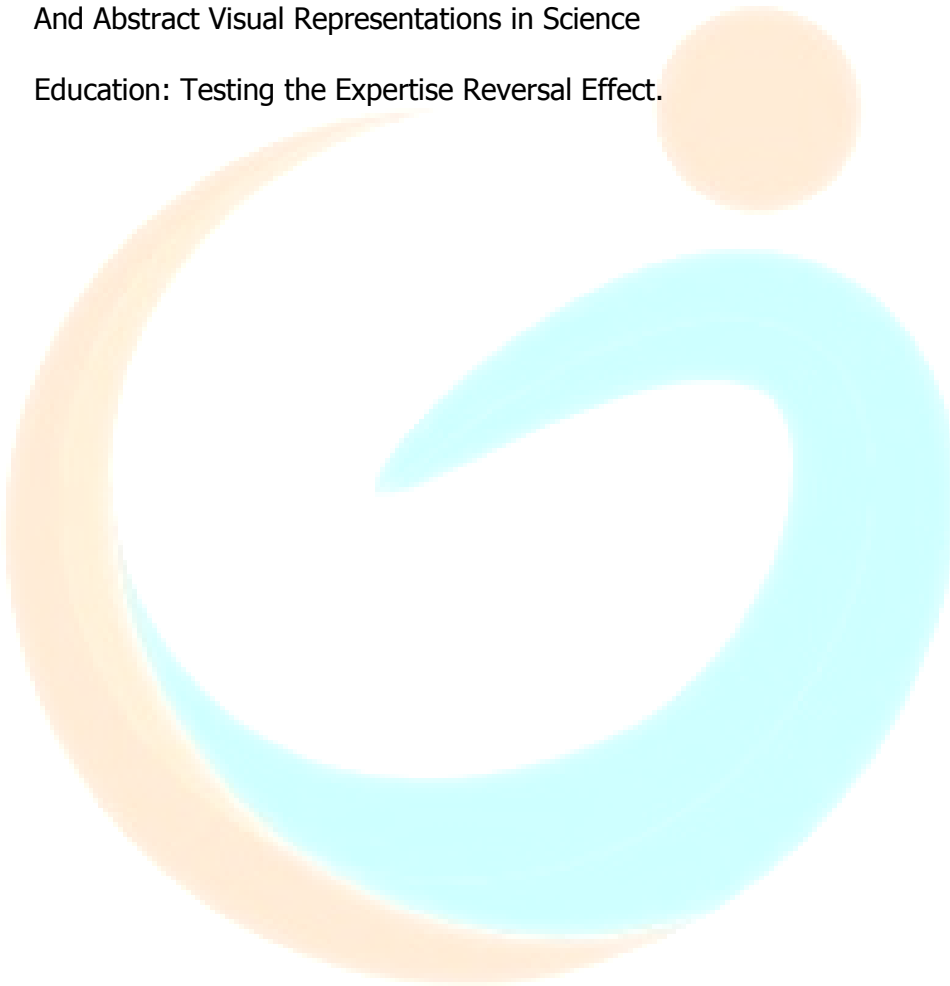 And Abstract Visual Representations in Science
Education: Testing the Expertise Reversal Effect.